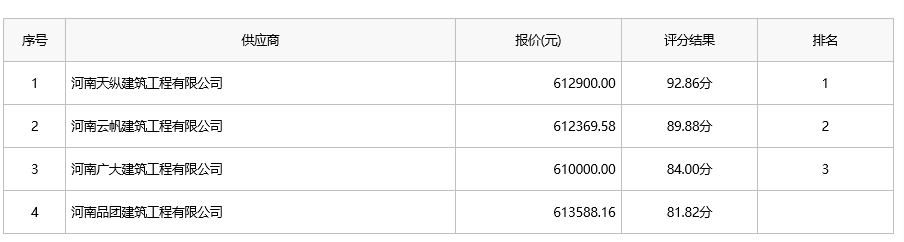 序号 供应商 报价(元) 评分结果 排名
1 河南天纵建筑工程有限公司 612900.00 92.86分 1
2 河南云帆建筑工程有限公司 612369.58 89.88分 2
3 河南广大建筑工程有限公司 610000.00 84.00分 3
4 河南品团建筑工程有限公司 613588.16 81.82分